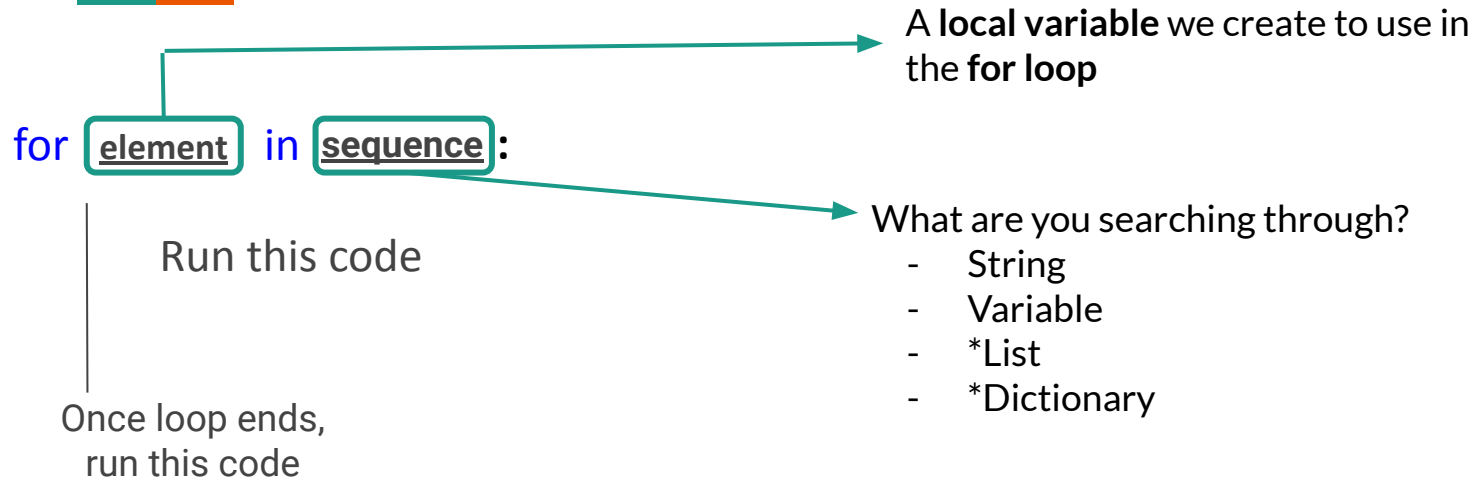 A local variable we create to use in
the for loop
for element in sequence:
What are you searching through?
- String
- Variable
- *List
- *Dictionary
Run this code
Once loop ends,
run this code